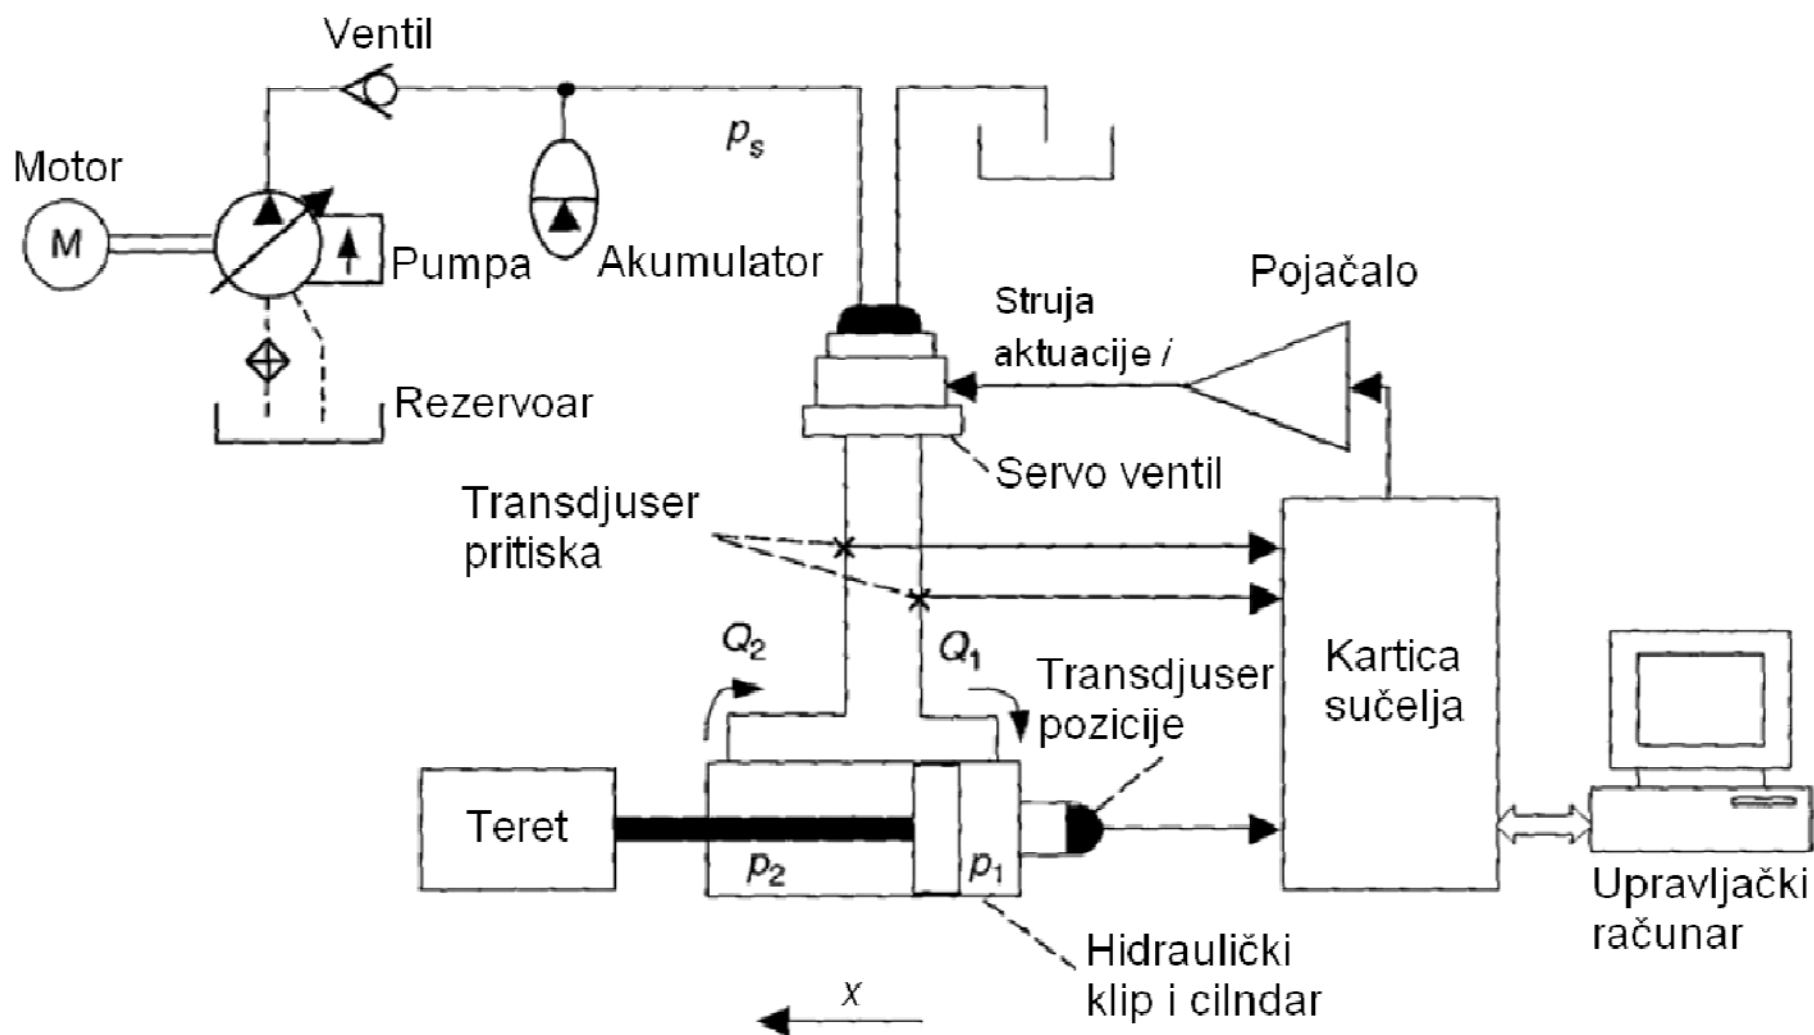 Ventil
Motor
M
Pumpa
Akumulator
p_s
Rezervoar
Struja
aktuacije i
Pojačalo
Servo ventil
Transdjuser
pritiska
Q_2
Q_1
Transdjuser
pozicije
Kartica
sučelja
Teret
p_2
p_1
Upravljački
računar
Hidraulički
klip i cilndar
x